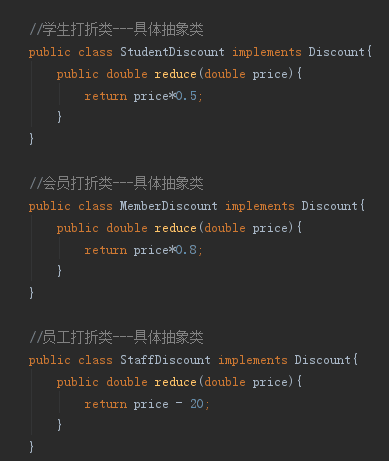 //学生打折类---具体抽象类
public class StudentDiscount implements Discount{
public double reduce(double price){
return price*0.5;
}
}
//会员打折类---具体抽象类
public class MemberDiscount implements Discount{
public double reduce(double price){
return price*0.8;
}
}
//员工打折类---具体抽象类
public class StaffDiscount implements Discount{
public double reduce(double price){
return price - 20;
}
}